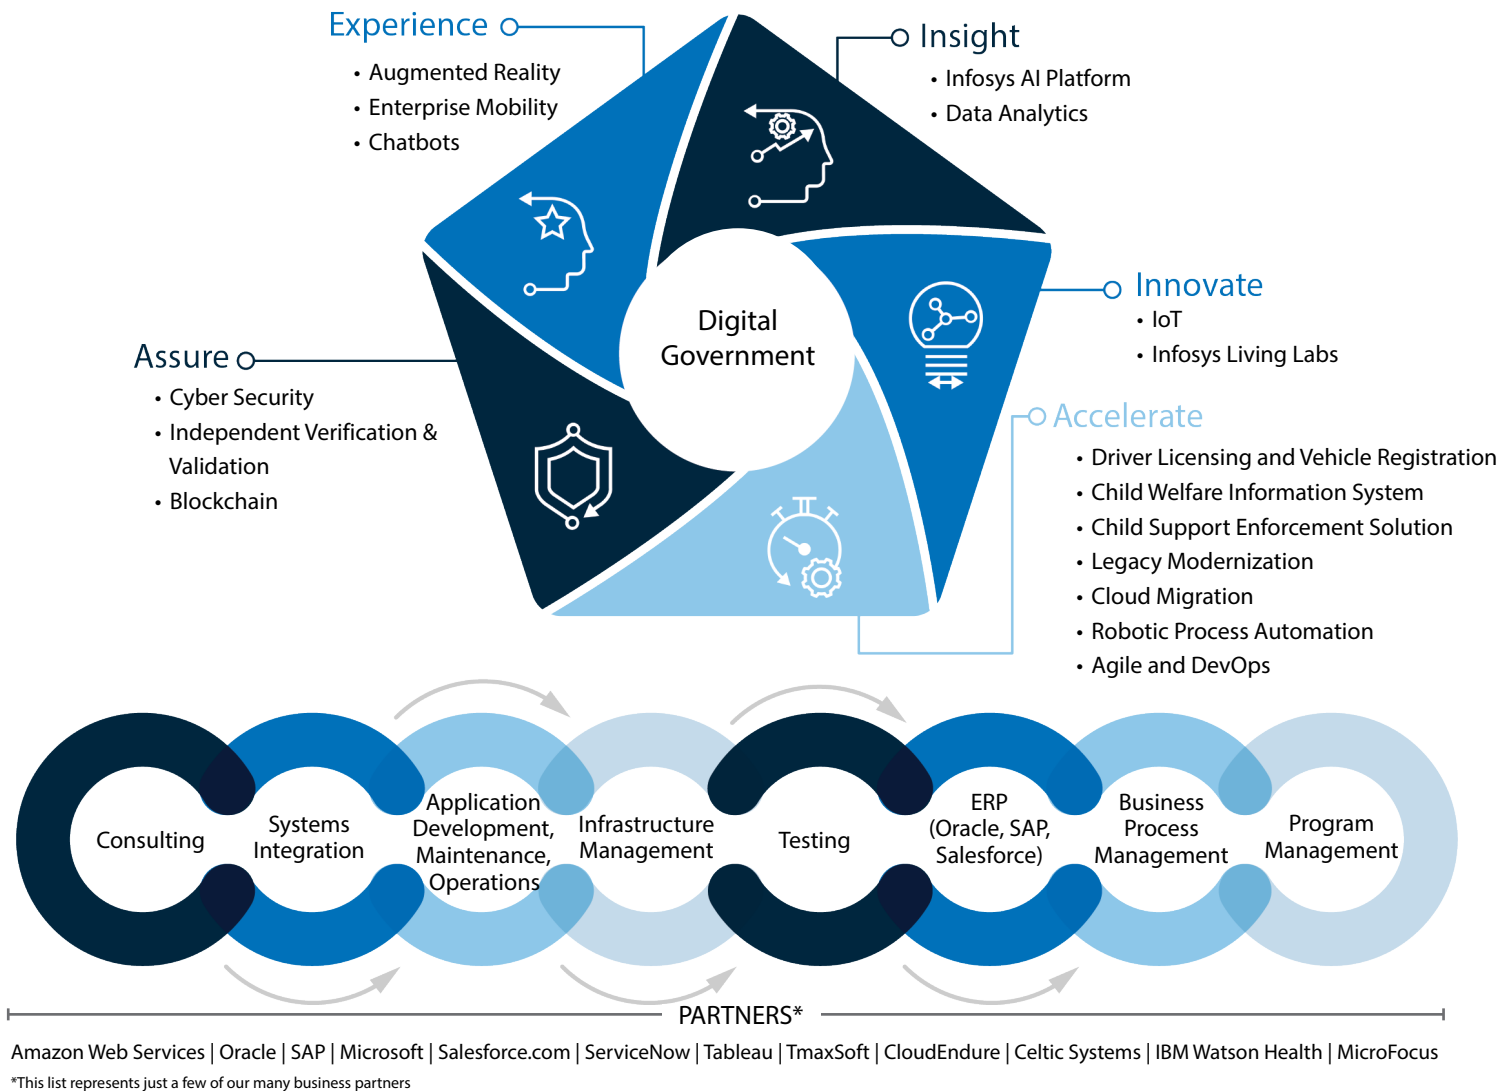 Experience
• Augmented Reality
• Enterprise Mobility
• Chatbots
Insight
• Infosys AI Platform
• Data Analytics
Digital
Government
Innovate
• IoT
• Infosys Living Labs
Assure
• Cyber Security
• Independent Verification &
Validation
• Blockchain
Accelerate
• Driver Licensing and Vehicle Registration
• Child Welfare Information System
• Child Support Enforcement Solution
• Legacy Modernization
• Cloud Migration
• Robotic Process Automation
• Agile and DevOps
Consulting
Systems
Integration
Application
Development,
Maintenance,
Operations
Infrastructure
Management
Testing
ERP
(Oracle, SAP,
Salesforce)
Business
Process
Management
Program
Management
PARTNERS*
Amazon Web Services | Oracle | SAP | Microsoft | Salesforce.com | ServiceNow | Tableau | TmaxSoft | CloudEndure | Celtic Systems | IBM Watson Health | MicroFocus
*This list represents just a few of our many business partners